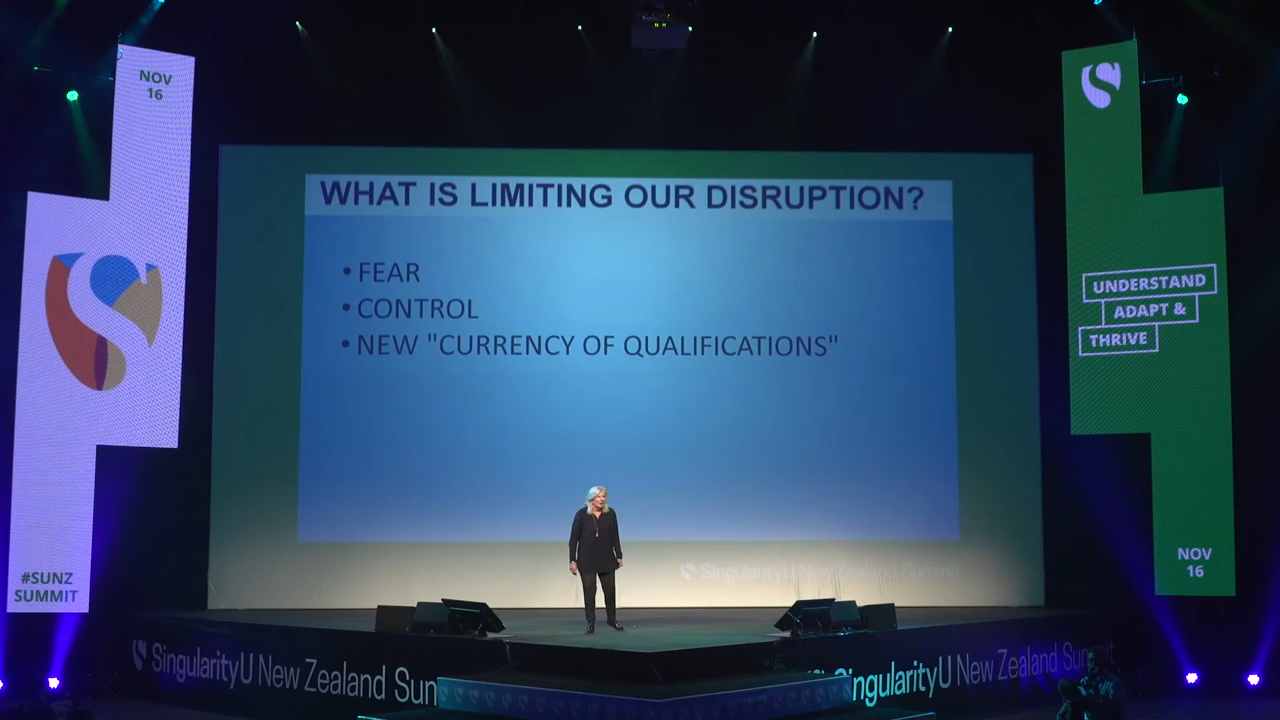 NOV
16
#SUNZ
SUMMIT
WHAT IS LIMITING OUR DISRUPTION?
• FEAR
• CONTROL
• NEW "CURRENCY OF QUALIFICATIONS"
SingularityU New Zealand Summit
UNDERSTAND
ADAPT &
THRIVE
NOV
16
SingularityU New Zealand Sum
ingularityU New Zealand Summit